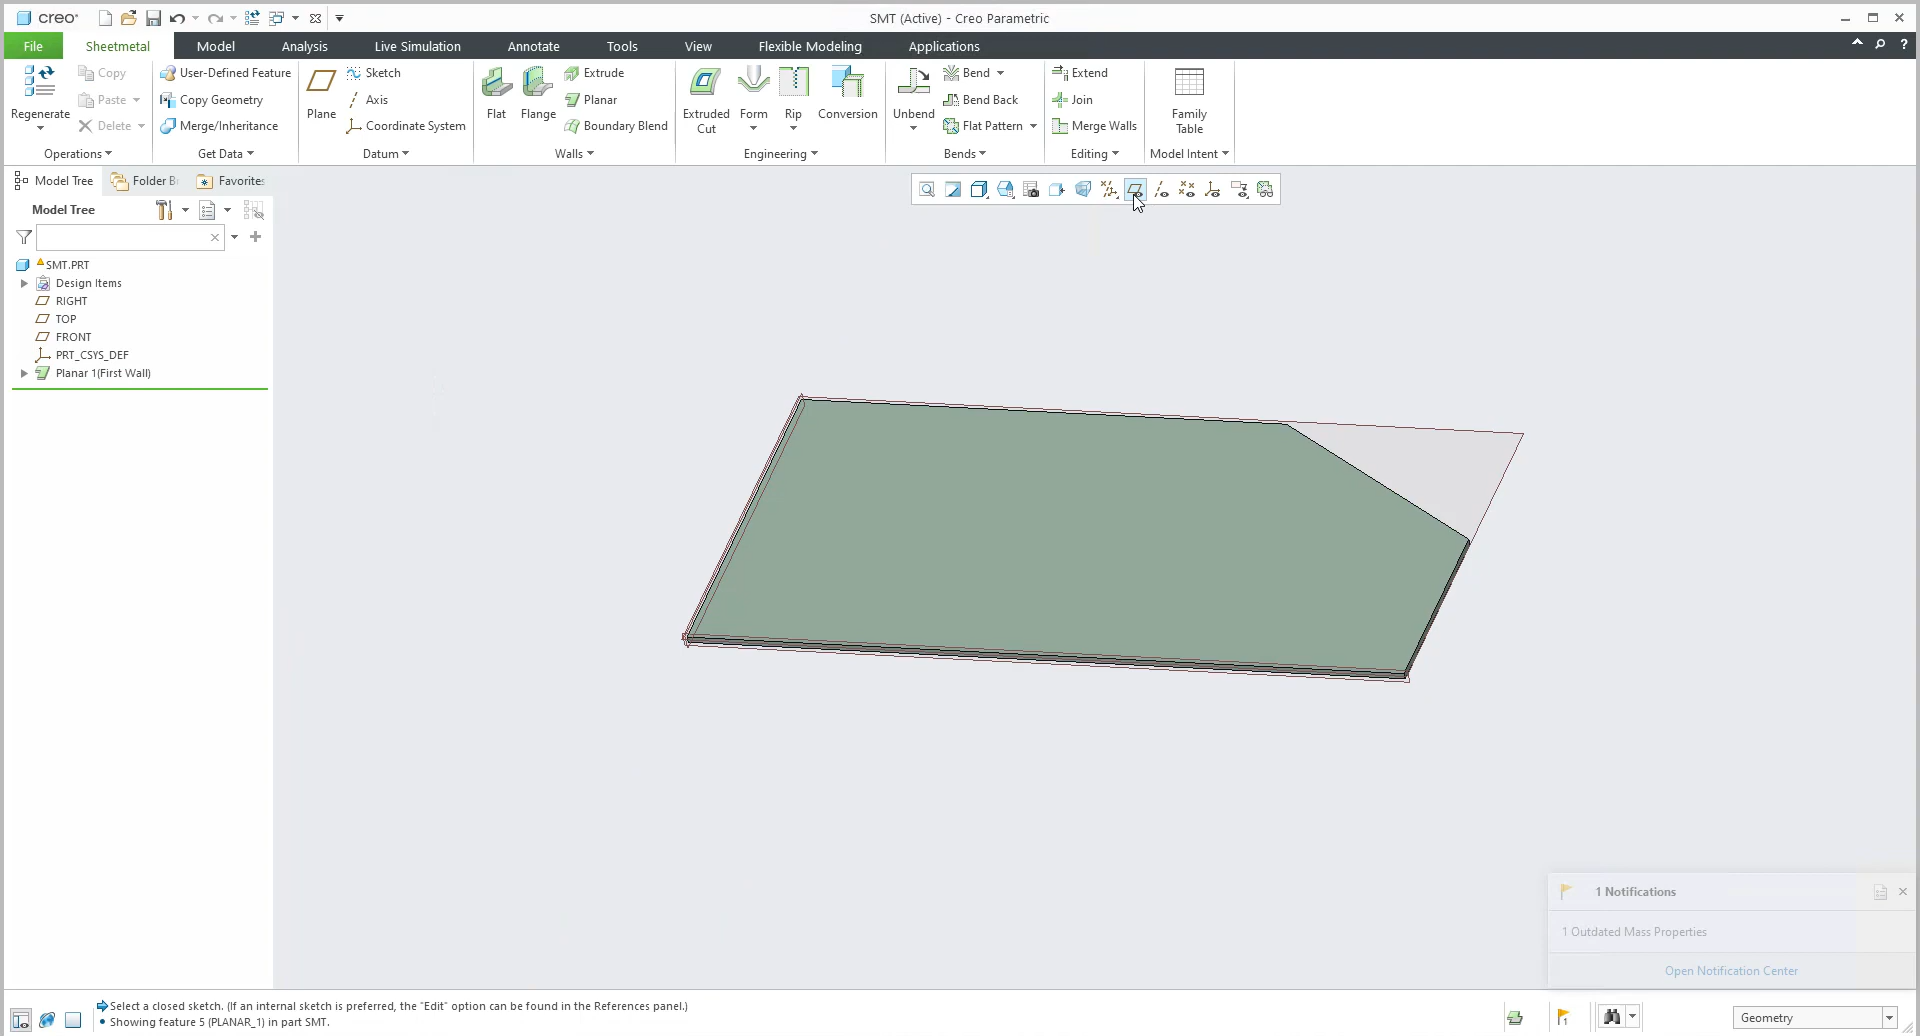 creo®
SMT (Active) - Creo Parametric
File
Sheetmetal
Model
Analysis
Live Simulation
Annotate
Tools
View
Flexible Modeling
Applications
Regenerate
Copy
Paste
Delete
Operations
User-Defined Feature
Copy Geometry
Merge/Inheritance
Get Data
Plane
Sketch
Axis
Coordinate System
Datum
Flat
Flange
Extrude
Planar
Boundary Blend
Walls
Extruded
Cut
Form
Rip
Conversion
Engineering
Unbend
Bend
Bend Back
Flat Pattern
Bends
Extend
Join
Merge Walls
Editing
Family
Table
Model Intent
Model Tree
Folder B
Favorites
Model Tree
SMT.PRT
Design Items
RIGHT
TOP
FRONT
PRT_CSYS_DEF
Planar 1(First Wall)
1 Notifications
1 Outdated Mass Properties
Open Notification Center
Select a closed sketch. (If an internal sketch is preferred, the "Edit" option can be found in the References panel.)
• Showing feature 5 (PLANAR_1) in part SMT.
1
Geometry